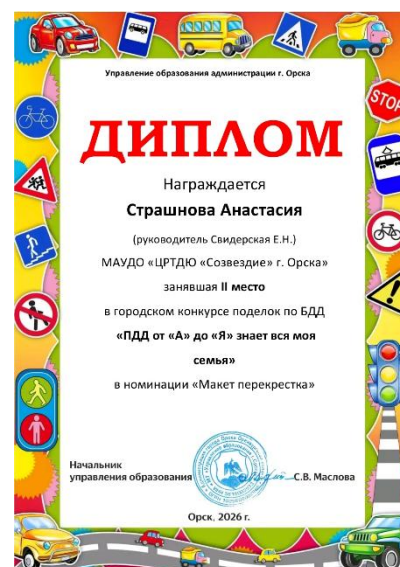 Управление образования администрации г. Орска
STOP
ДИПЛОМ
Награждается
Страшнова Анастасия
(руководитель Свидерская Е.Н.)
МАУДО «ЦРТДЮ «Созвездие» г. Орска»
занявшая II место
в городском конкурсе поделок по БДД
«ПДД от «А» до «Я» знает вся моя
семья»
в номинации «Макет перекрестка»
Начальник
управления образования С.В. Маслова
Орск, 2026 г.